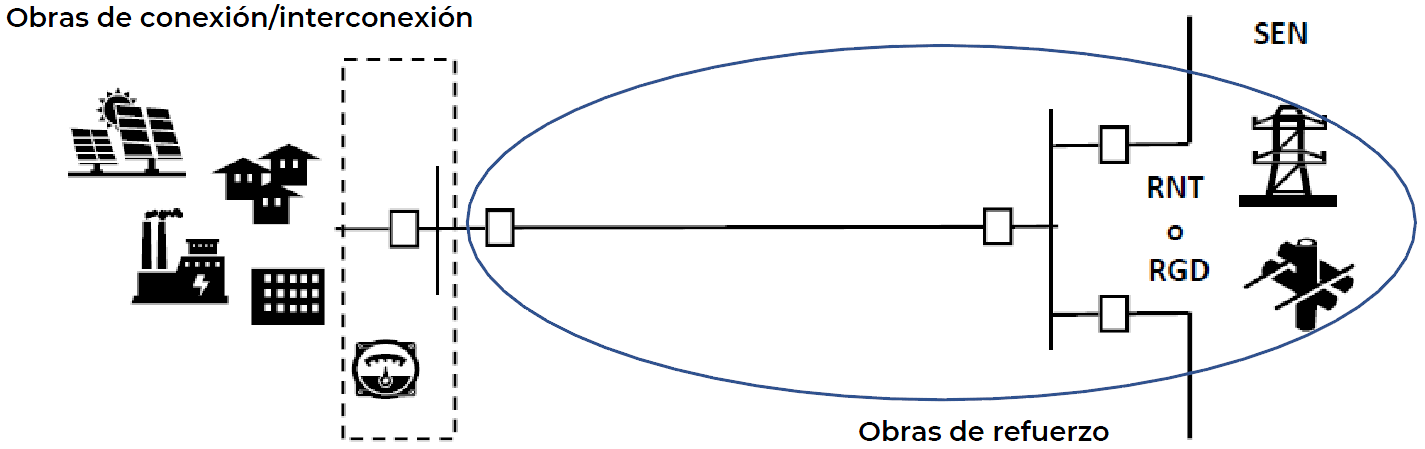 Obras de conexión/interconexión
SEN
RNT
o
RGD
Obras de refuerzo